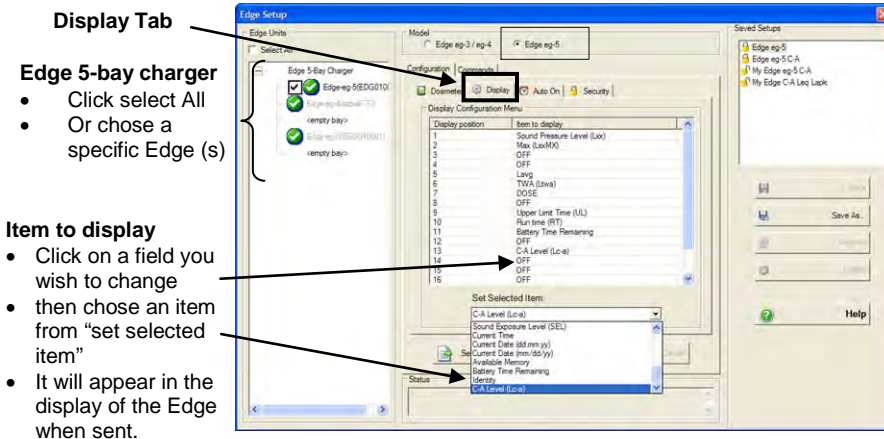 Display Tab
Edge 5-bay charger
• Click select All
• Or chose a
specific Edge (s)
Item to display
• Click on a field you
wish to change
• then chose an item
from “set selected
item”
• It will appear in the
display of the Edge
when sent.
Edge Setup
Edge Units
Select All
Edge 5-Bay Charger
Edge-eg-5(EDG010(
<empty bay>
<empty bay>
Model
Edge eg-3 / eg-4
Edge eg-5
Configuration
Commands
Dosimeter
Display
Auto On
Security
Display Configuration Menu
Display position Item to display
1 Sound Pressure Level (Lxx)
2 Max (LxxMX)
3 OFF
4 OFF
5 Lavg
6 TWA (Ltwa)
7 DOSE
8 OFF
9 Upper Limit Time (UL)
10 Run time (RT)
11 Battery Time Remaining
12 OFF
13 C-A Level (Lc-a)
14 OFF
15 OFF
16 OFF
Set Selected Item:
C-A Level (Lc-a)
Sound Exposure Level (SEL)
Current Time
Current Date (dd.mm.yy)
Current Date (mm/dd/yy)
Available Memory
Battery Time Remaining
Identity
C-A Level (Lc-a)
Status
Saved Setups
Edge eg-5
Edge eg-5 C-A
My Edge eg-5 C-A
My Edge C-A Leq Lapk
Save As..
Help